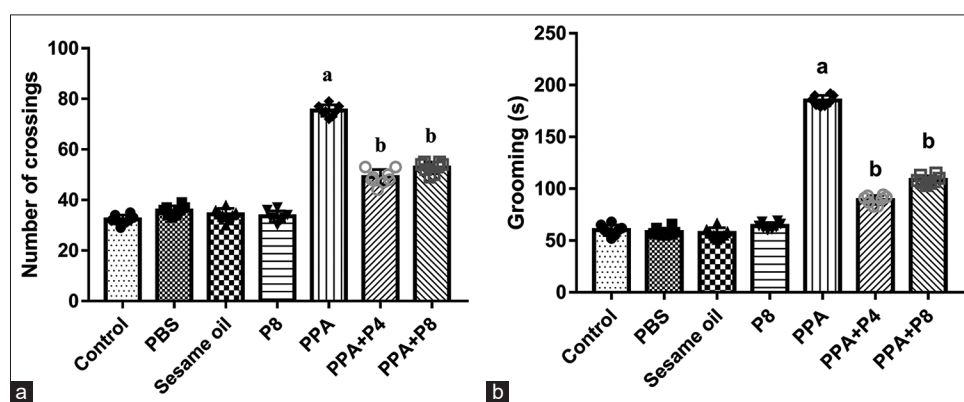 Number of crossings
100
80
60
40
20
0
a
b
b
Control
PBS
Sesame oil
P8
PPA
PPA+P4
PPA+P8
a
Grooming (s)
250
200
150
100
50
0
a
b
b
Control
PBS
Sesame oil
P8
PPA
PPA+P4
PPA+P8
b